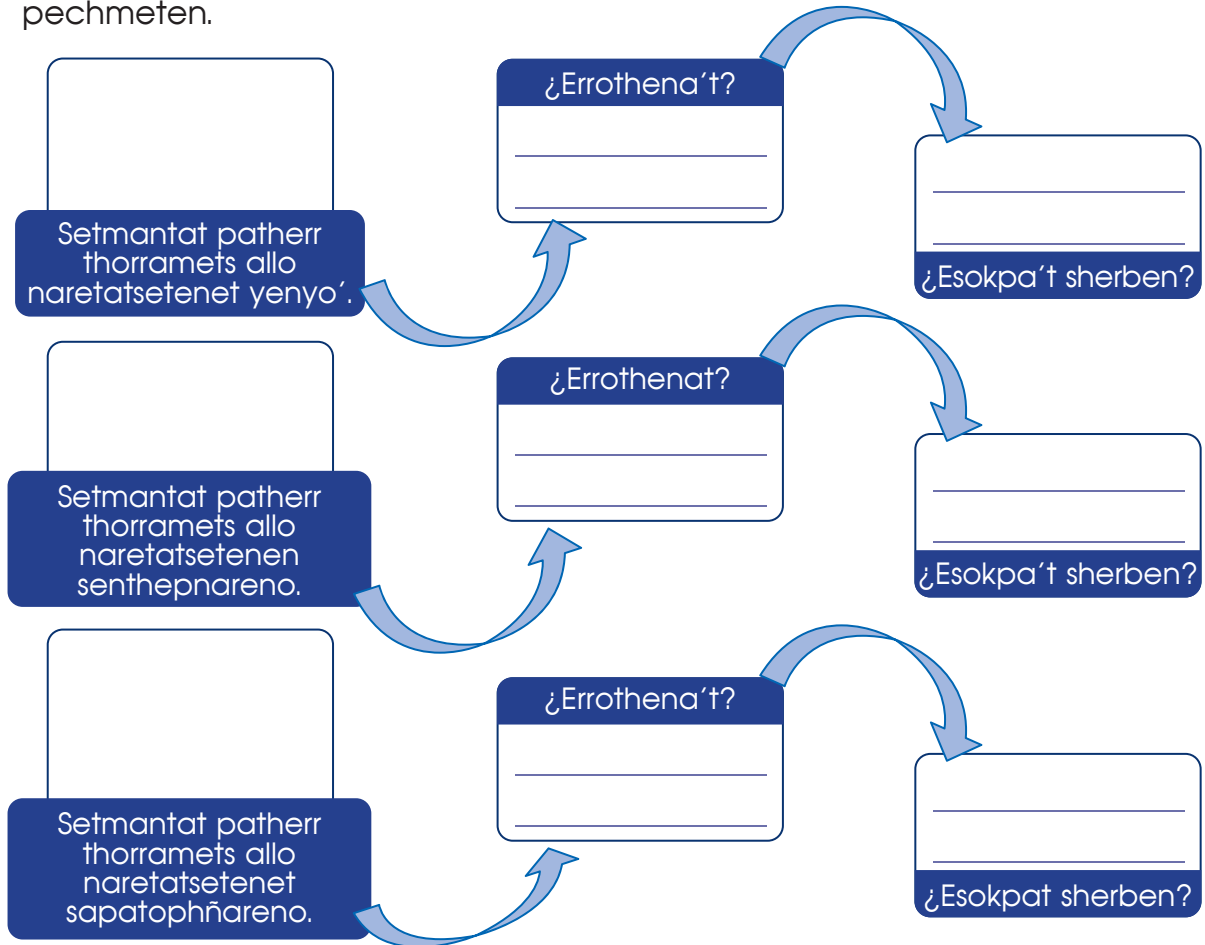 pechmeten.
¿Errothena´t?
Setmantat patherr
thorramets allo
naretatsetenet yenyo´.
¿Esokpa´t sherben?
¿Errothenat?
Setmantat patherr
thorramets allo
naretatsetenen
senthepnareno.
¿Esokpa´t sherben?
¿Errothena´t?
Setmantat patherr
thorramets allo
naretatsetenet
sapatophñareno.
¿Esokpat sherben?